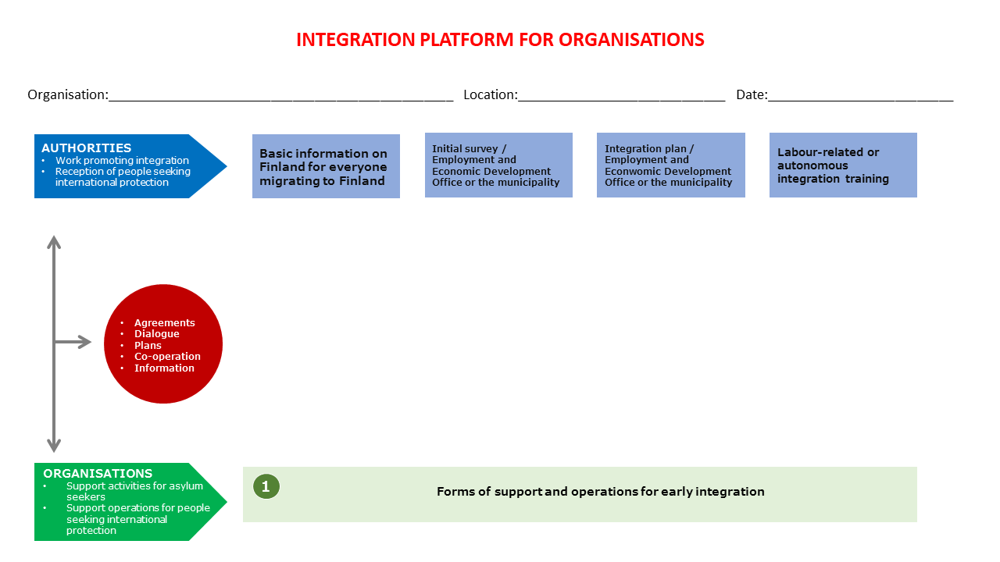 INTEGRATION PLATFORM FOR ORGANISATIONS
Organisation:____________________________________________ Location:___________________________ Date:________________________
AUTHORITIES
• Work promoting integration
• Reception of people seeking
international protection
Basic information on
Finland for everyone
migrating to Finland
Initial survey /
Employment and
Economic Development
Office or the municipality
Integration plan /
Employment and
Econwomic Development
Office or the municipality
Labour-related or
autonomous
integration training
• Agreements
• Dialogue
• Plans
• Co-operation
• Information
ORGANISATIONS
• Support activities for asylum
seekers
• Support operations for people
seeking international
protection
1
Forms of support and operations for early integration